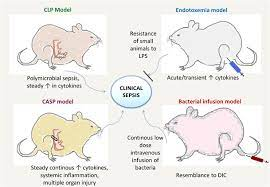 CLP Model
Endotoxemia model
Resistance
of small
animals to
LPS
Polymicrobial sepsis,
steady ↑ in cytokines
Acute/transient ↑ cytokines
CLINICAL
SEPSIS
CASP model
Bacterial infusion model
Continuous low
dose
intravenous
infusion of
bacteria
Steady continous ↑ cytokines,
systemic inflammation,
multiple organ injury
Resemblance to DIC